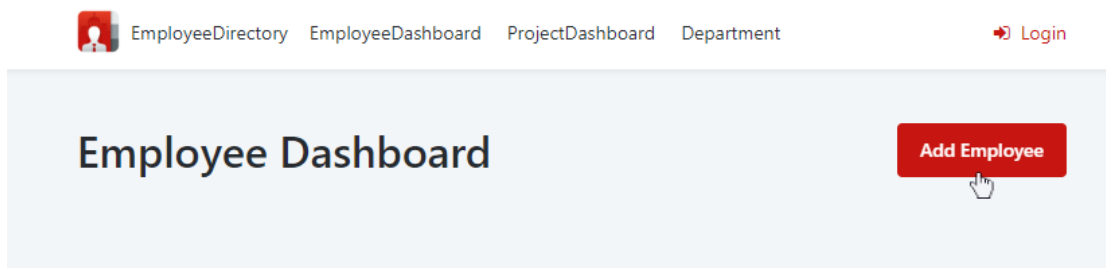 EmployeeDirectory EmployeeDashboard ProjectDashboard Department Login
Employee Dashboard
Add Employee